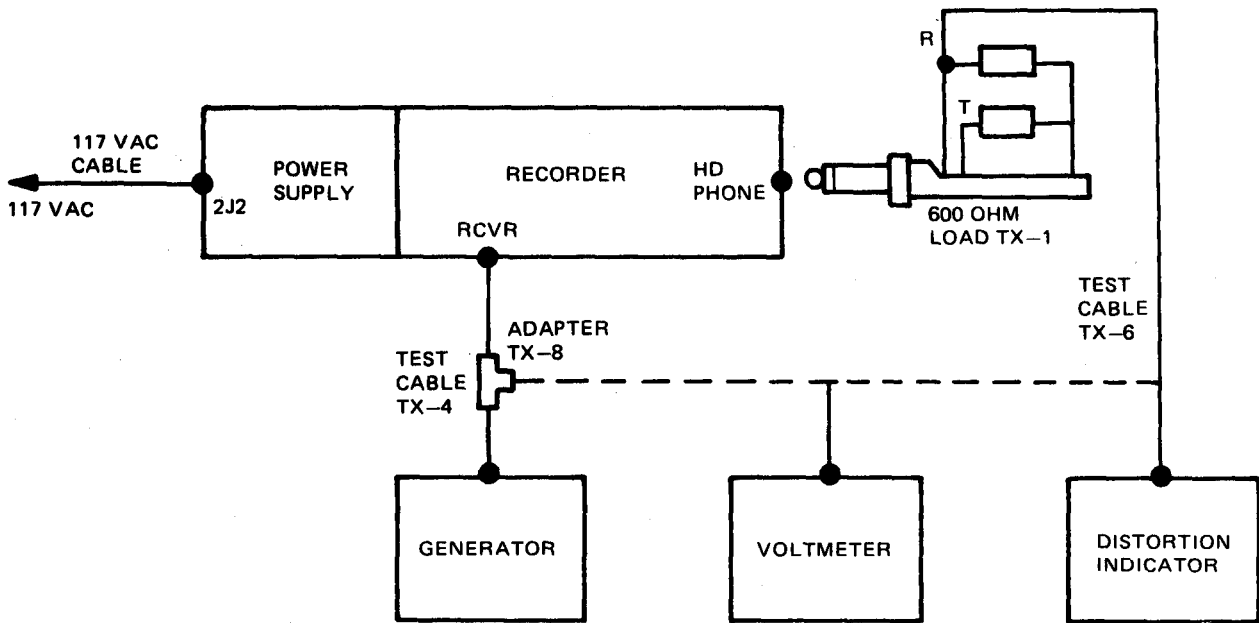 R
T
117 VAC
CABLE
117 VAC
2J2
POWER
SUPPLY
RECORDER
HD
PHONE
RCVR
600 OHM
LOAD TX-1
TEST
CABLE
TX-6
ADAPTER
TX-8
TEST
CABLE
TX-4
GENERATOR
VOLTMETER
DISTORTION
INDICATOR